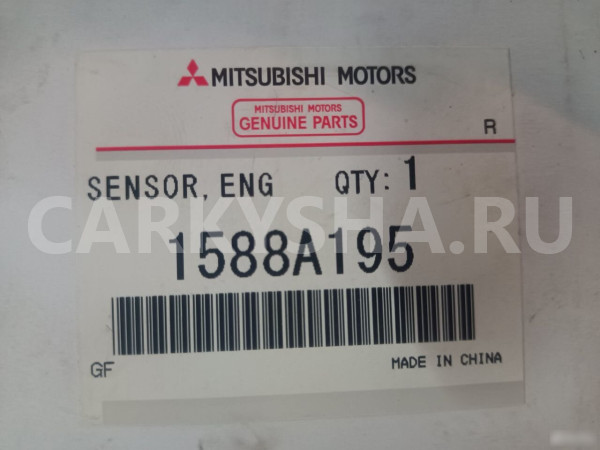 MITSUBISHI MOTORS
MITSUBISHI MOTORS
GENUINE PARTS
R
SENSOR, ENG QTY: 1
CARKYSHA.RU
1588A195
GF MADE IN CHINA